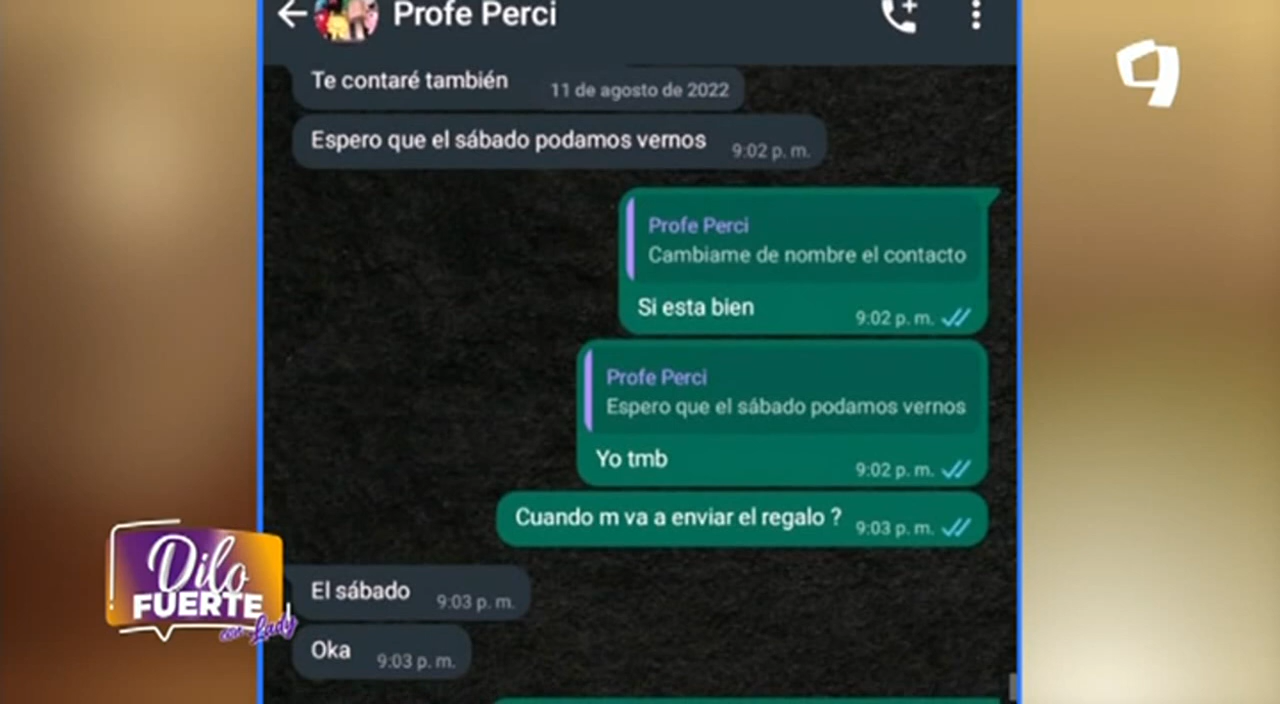 Profe Perci
Te contaré también
11 de agosto de 2022
Espero que el sábado podamos vernos
9:02 p. m.
Profe Perci
Cambiame de nombre el contacto
Si esta bien
9:02 p. m.
Profe Perci
Espero que el sábado podamos vernos
Yo tmb
9:02 p. m.
Cuando m va a enviar el regalo ?
9:03 p. m.
El sábado
9:03 p. m.
Oka
9:03 p. m.
Dilo
FUERTE
con Lady
9